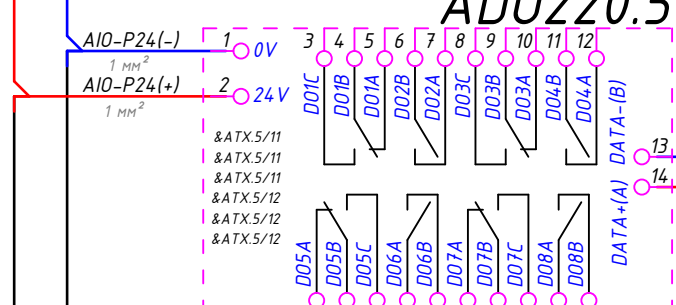 ADU220.5
AIO-P24(-)
1 мм²
1
0V
AIO-P24(+)
1 мм²
2
24V
3 4 5 6 7 8 9 10 11 12
DO1C DO1B DO1A DO2B DO2A DO3C DO3B DO3A DO4B DO4A
DATA-(B)
13
14
DATA+(A)
&ATX.5/11
&ATX.5/11
&ATX.5/11
&ATX.5/12
&ATX.5/12
&ATX.5/12
DO5A DO5B DO5C DO6A DO6B DO7A DO7B DO7C DO8A DO8B